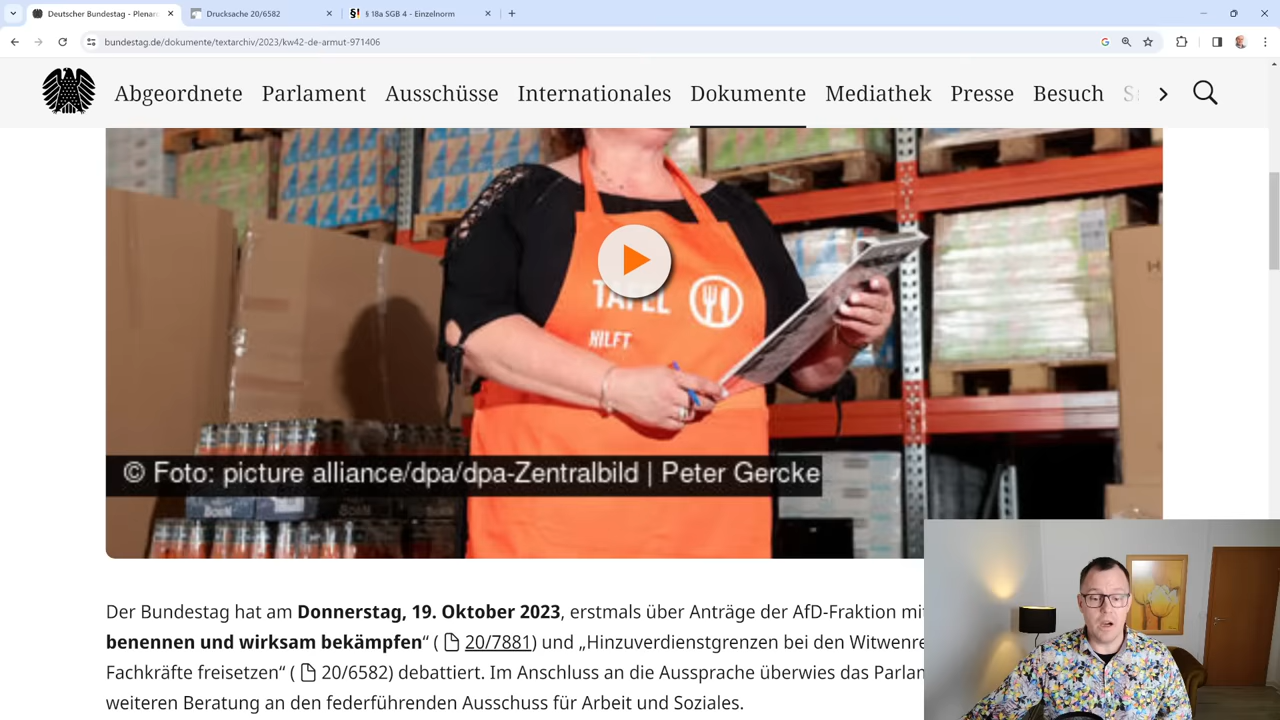 Deutscher Bundestag - Plenar
Drucksache 20/6582
§ 18a SGB 4 - Einzelnorm
bundestag.de/dokumente/textarchiv/2023/kw42-de-armut-971406
Abgeordnete Parlament Ausschüsse Internationales Dokumente Mediathek Presse Besuch
TAFEL
HILFT
© Foto: picture alliance/dpa/dpa-Zentralbild | Peter Gercke
Der Bundestag hat am Donnerstag, 19. Oktober 2023, erstmals über Anträge der AfD-Fraktion mi
benennen und wirksam bekämpfen“ ( 20/7881) und „Hinzuverdienstgrenzen bei den Witwenre
Fachkräfte freisetzen“ ( 20/6582) debattiert. Im Anschluss an die Aussprache überwies das Parlan
weiteren Beratung an den federführenden Ausschuss für Arbeit und Soziales.